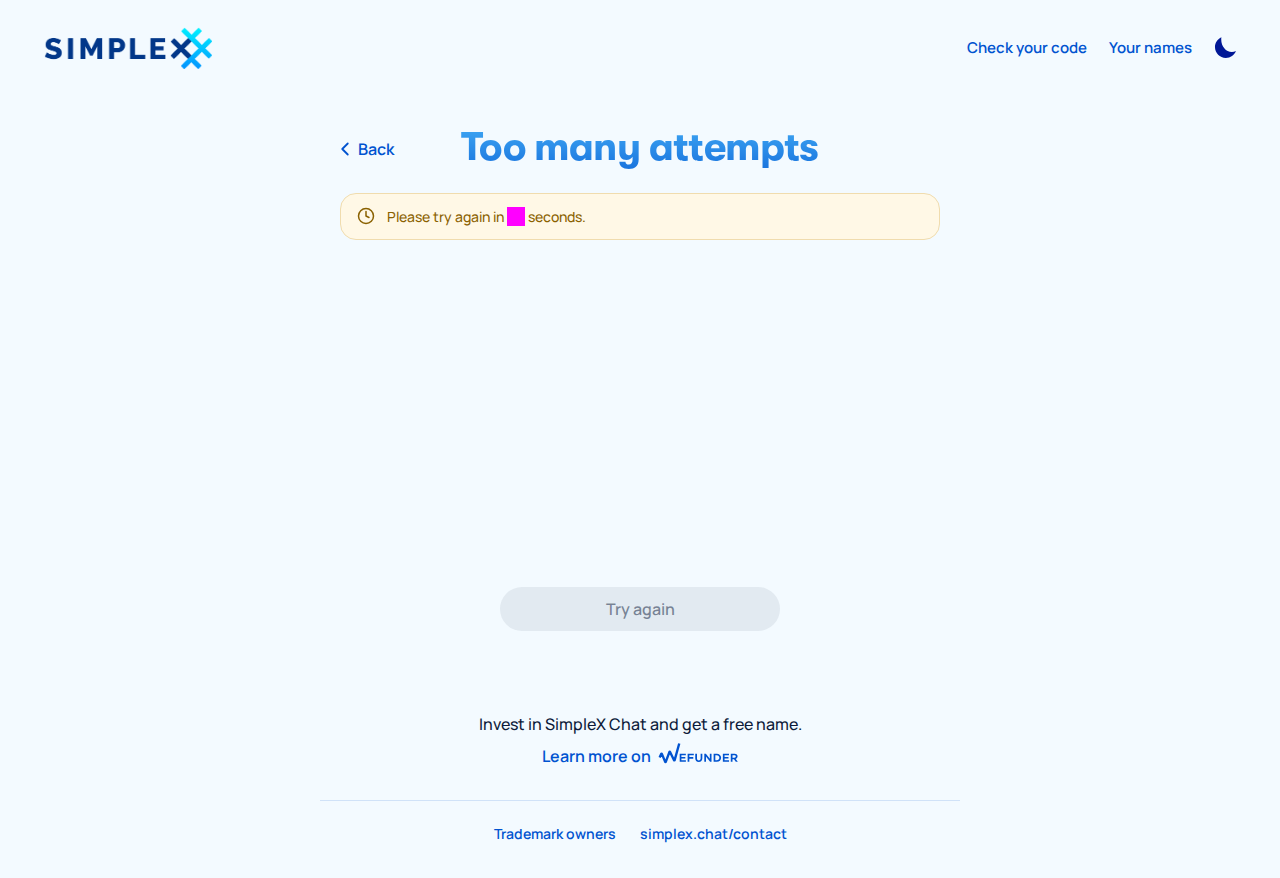 SIMPLEX
Check your code
Your names
Back
Too many attempts
Please try again in seconds.
Try again
Invest in SimpleX Chat and get a free name.
Learn more on WEFUNDER
Trademark owners
simplex.chat/contact